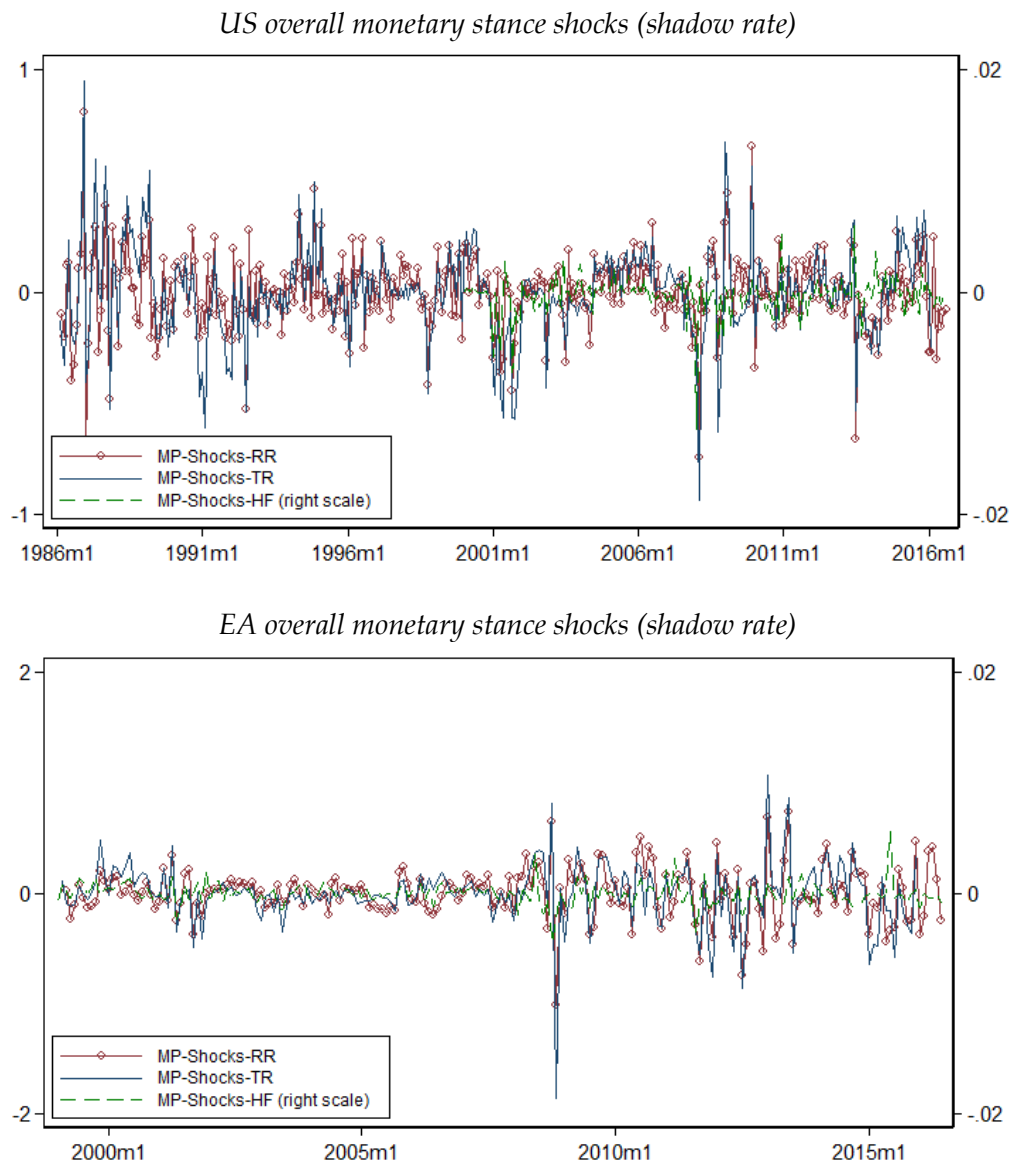 US overall monetary stance shocks (shadow rate)
1
.02
0
0
-1
-.02
MP-Shocks-RR
MP-Shocks-TR
MP-Shocks-HF (right scale)
1986m1 1991m1 1996m1 2001m1 2006m1 2011m1 2016m1
EA overall monetary stance shocks (shadow rate)
2
.02
0
0
-2
-.02
MP-Shocks-RR
MP-Shocks-TR
MP-Shocks-HF (right scale)
2000m1 2005m1 2010m1 2015m1